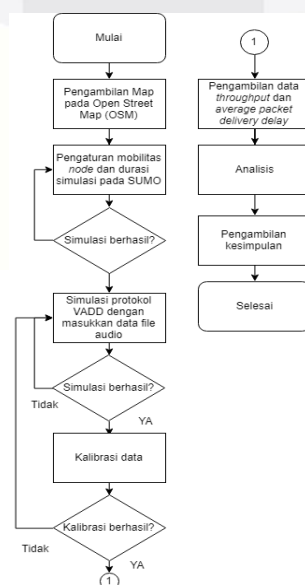 Mulai
Pengambilan Map
pada Open Street
Map (OSM)
Pengaturan mobilitas
node dan durasi
simulasi pada SUMO
Simulasi berhasil?
Simulasi protokol
VADD dengan
masukkan data file
audio
Simulasi berhasil?
Tidak
YA
Kalibrasi data
Kalibrasi berhasil?
Tidak
YA
1
1
Pengambilan data
throughput dan
average packet
delivery delay
Analisis
Pengambilan
kesimpulan
Selesai